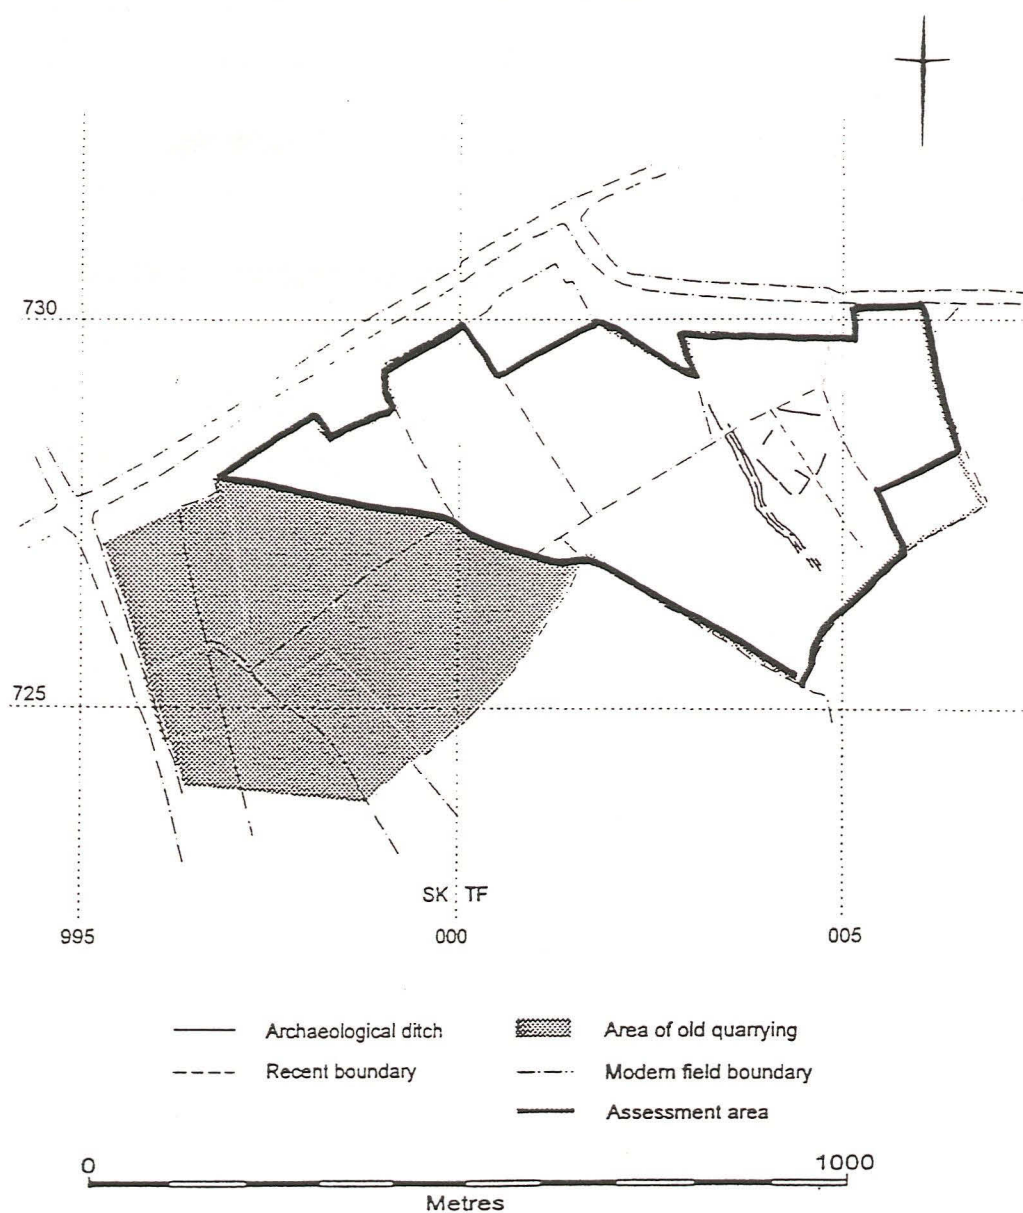 730
725
SK TF
995
000
005
Archaeological ditch
Area of old quarrying
Recent boundary
Modern field boundary
Assessment area
0
1000
Metres